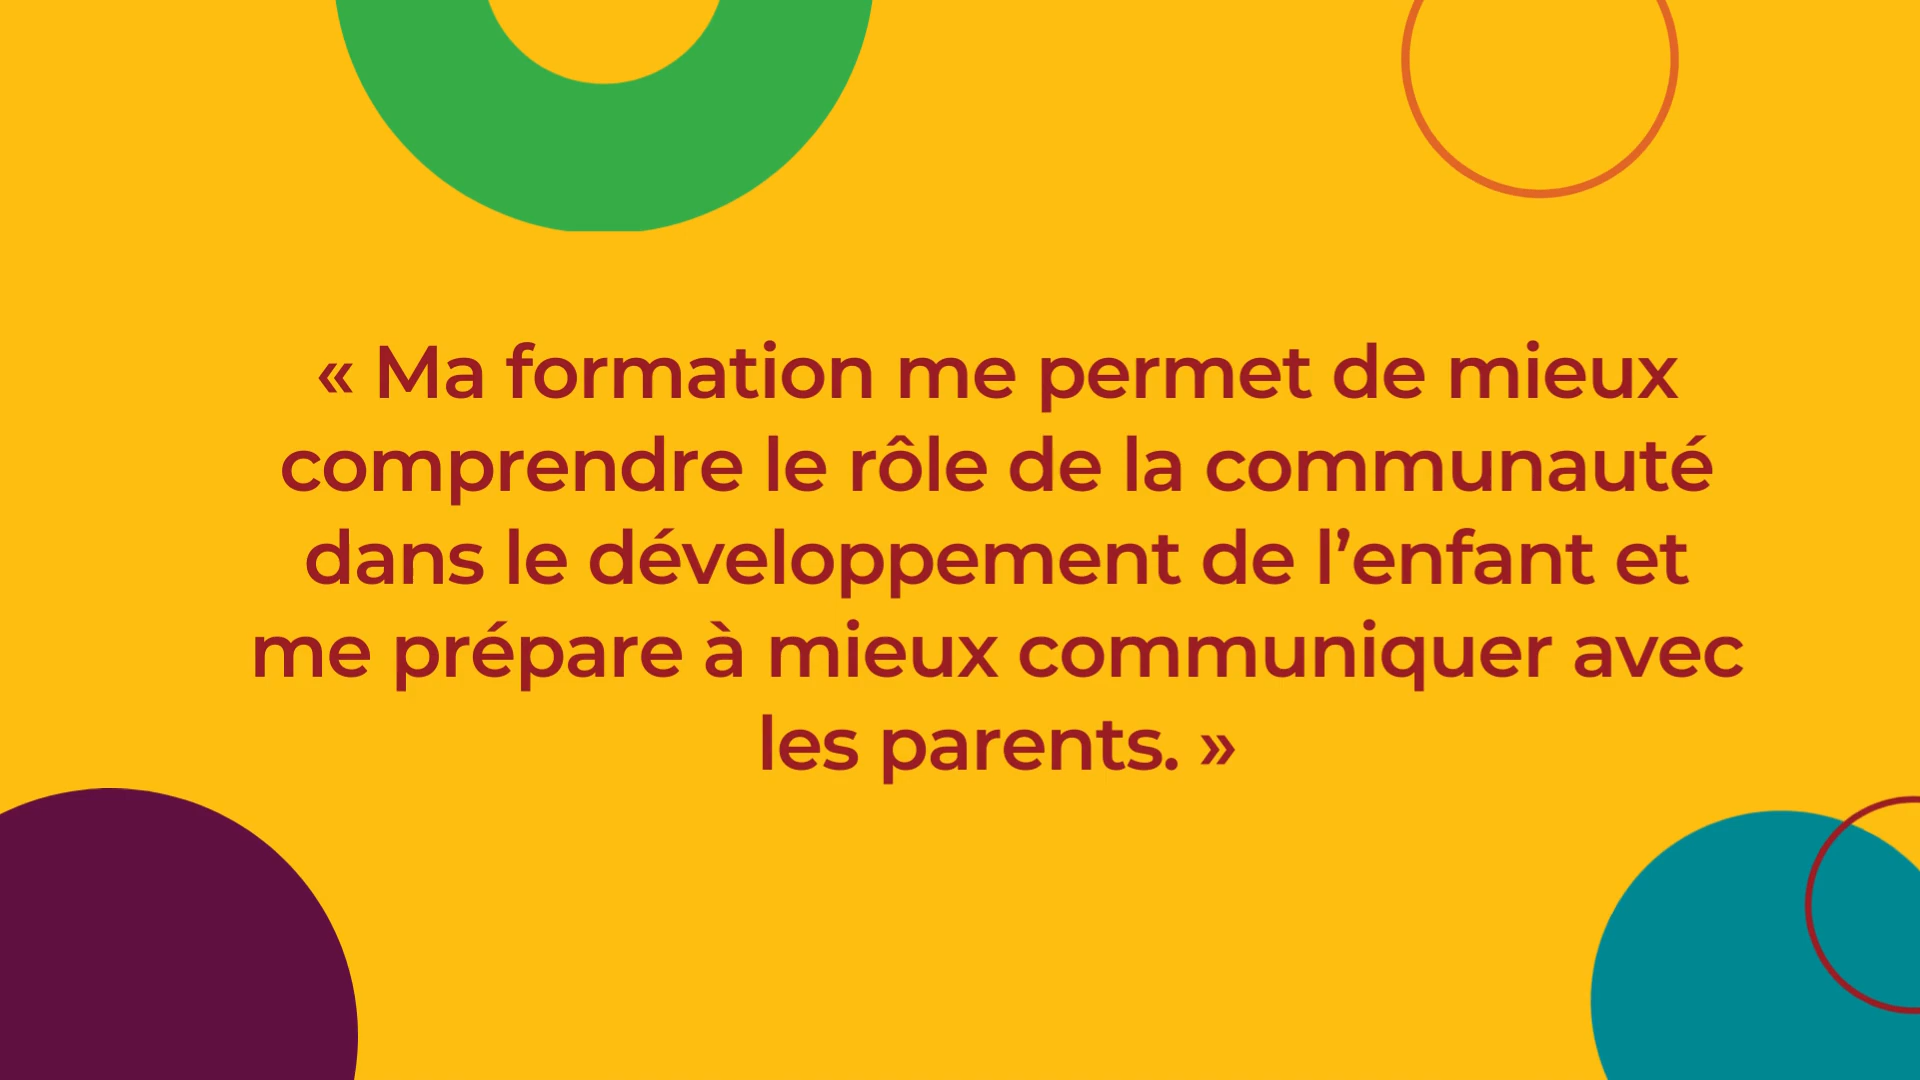 « Ma formation me permet de mieux
comprendre le rôle de la communauté
dans le développement de l’enfant et
me prépare à mieux communiquer avec
les parents. »